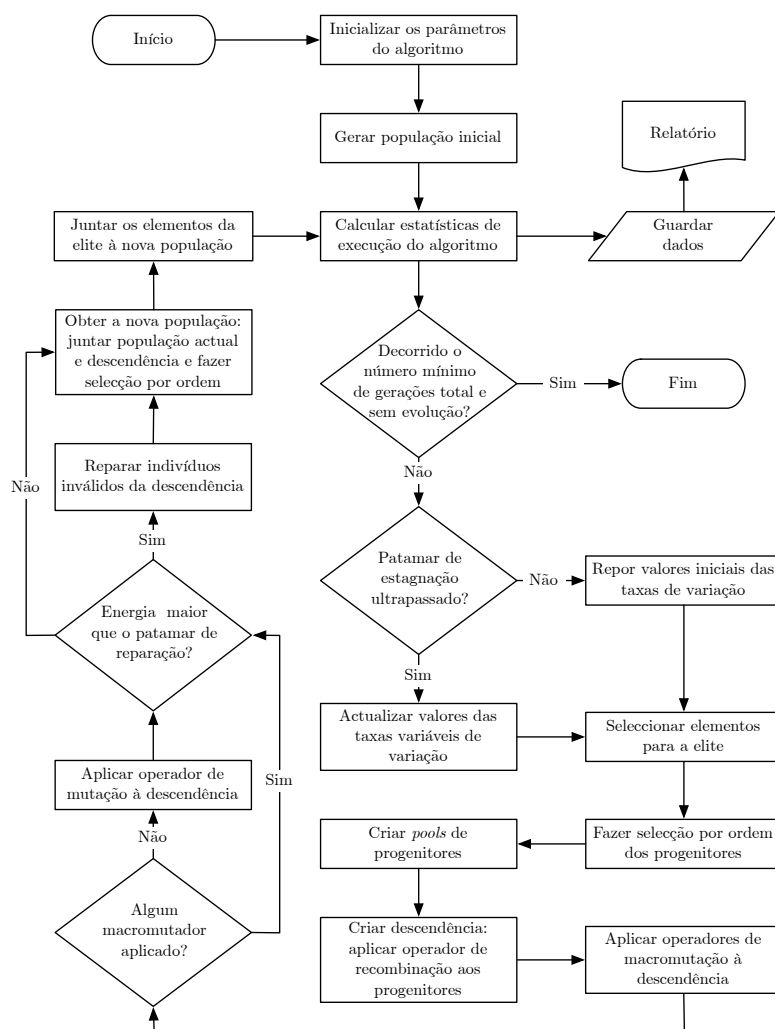 Início
Inicializar os parâmetros
do algoritmo
Gerar população inicial
Relatório
Juntar os elementos da
elite à nova população
Calcular estatísticas de
execução do algoritmo
Guardar
dados
Obter a nova população:
juntar população actual
e descendência e fazer
selecção por ordem
Decorrido o
número mínimo
de gerações total e
sem evolução?
Sim
Fim
Não
Reparar indivíduos
inválidos da descendência
Não
Sim
Patamar de
estagnação
ultrapassado?
Não
Repor valores iniciais das
taxas de variação
Energia maior
que o patamar de
reparação?
Sim
Actualizar valores das
taxas variáveis de
variação
Seleccionar elementos
para a elite
Aplicar operador de
mutação à descendência
Sim
Não
Criar pools de
progenitores
Fazer selecção por ordem
dos progenitores
Algum
macromutador
aplicado?
Criar descendência:
aplicar operador de
recombinação aos
progenitores
Aplicar operadores de
macromutação à
descendência